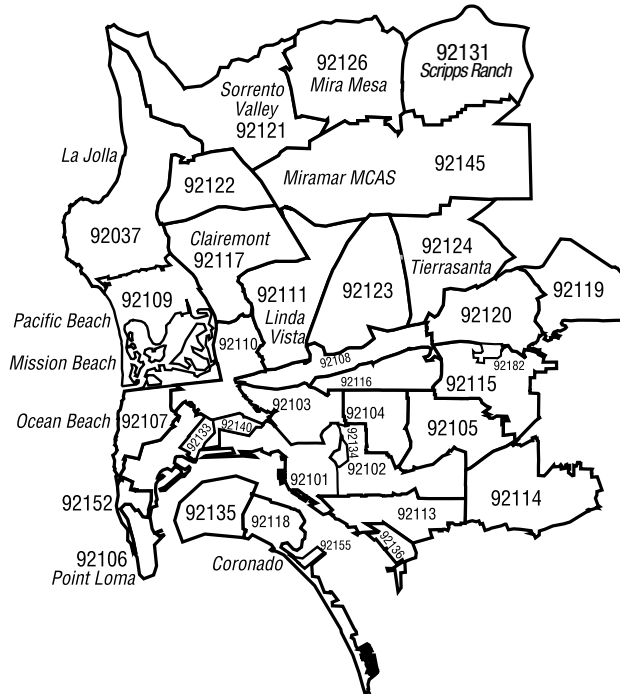 92126
Mira Mesa
92131
Scripps Ranch
Sorrento
Valley
92121
La Jolla
92122
Miramar MCAS
92145
92037
Clairemont
92117
92124
Tierrasanta
92109
92111
Linda
Vista
92123
92120
92119
Pacific Beach
92110
Mission Beach
92108
92182
92116
92115
Ocean Beach
92107
92103
92104
92105
92133
92140
92134
92101
92102
92152
92135
92118
92113
92114
92106
Point Loma
Coronado
92155
92136